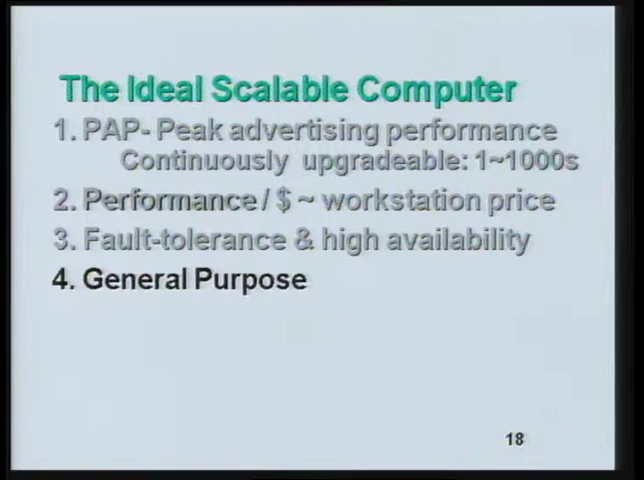 The Ideal Scalable Computer
1. PAP- Peak advertising performance
Continuously upgradeable: 1~1000s
2. Performance / $ ~ workstation price
3. Fault-tolerance & high availability
4. General Purpose
18